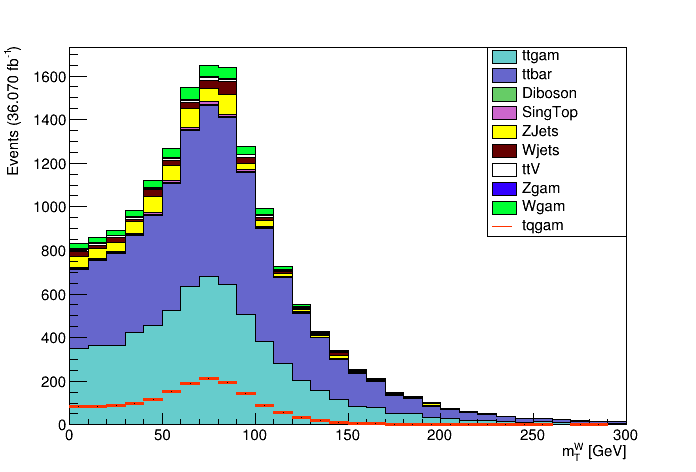 Events (36.070 fb⁻¹)
1600
1400
1200
1000
800
600
400
200
0
0 50 100 150 200 250 300
m_T^W [GeV]
ttgam
ttbar
Diboson
SingTop
ZJets
Wjets
ttV
Zgam
Wgam
tqgam